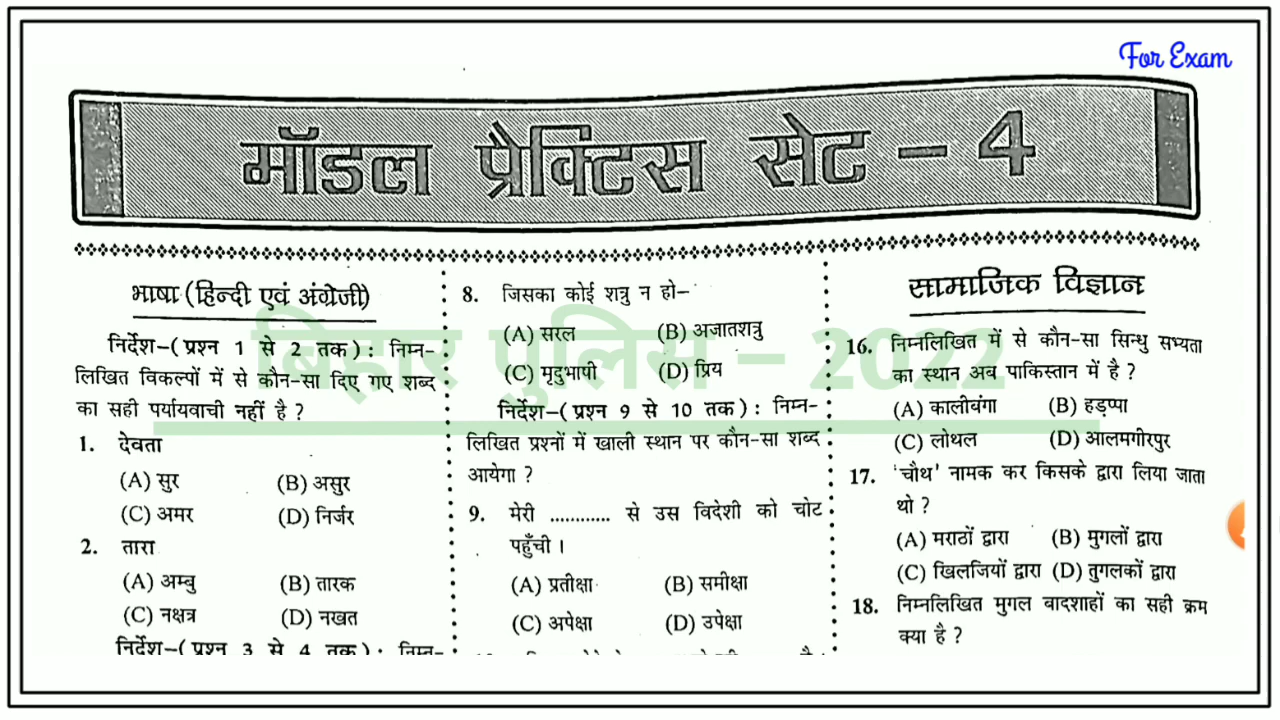 For Exam
मॉडल प्रैक्टिस सेट – 4
बिहार पुलिस – 2022
भाषा (हिन्दी एवं अंग्रेजी)
निर्देश–( प्रश्न 1 से 2 तक ) : निम्न-
लिखित विकल्पों में से कौन-सा दिए गए शब्द
का सही पर्यायवाची नहीं है ?
1. देवता
(A) सुर (B) असुर
(C) अमर (D) निर्जर
2. तारा
(A) अम्बु (B) तारक
(C) नक्षत्र (D) नखत
निर्देश–( प्रश्न 3 से 4 तक ) : निम्न-
8. जिसका कोई शत्रु न हो–
(A) सरल (B) अजातशत्रु
(C) मृदुभाषी (D) प्रिय
निर्देश–( प्रश्न 9 से 10 तक ) : निम्न-
लिखित प्रश्नों में खाली स्थान पर कौन-सा शब्द
आयेगा ?
9. मेरी ............ से उस विदेशी को चोट
पहुँची ।
(A) प्रतीक्षा (B) समीक्षा
(C) अपेक्षा (D) उपेक्षा
सामाजिक विज्ञान
16. निम्नलिखित में से कौन-सा सिन्धु सभ्यता
का स्थान अब पाकिस्तान में है ?
(A) कालीबंगा (B) हड़प्पा
(C) लोथल (D) आलमगीरपुर
17. 'चौथ' नामक कर किसके द्वारा लिया जाता
थो ?
(A) मराठों द्वारा (B) मुगलों द्वारा
(C) खिलजियों द्वारा (D) तुगलकों द्वारा
18. निम्नलिखित मुगल बादशाहों का सही क्रम
क्या है ?